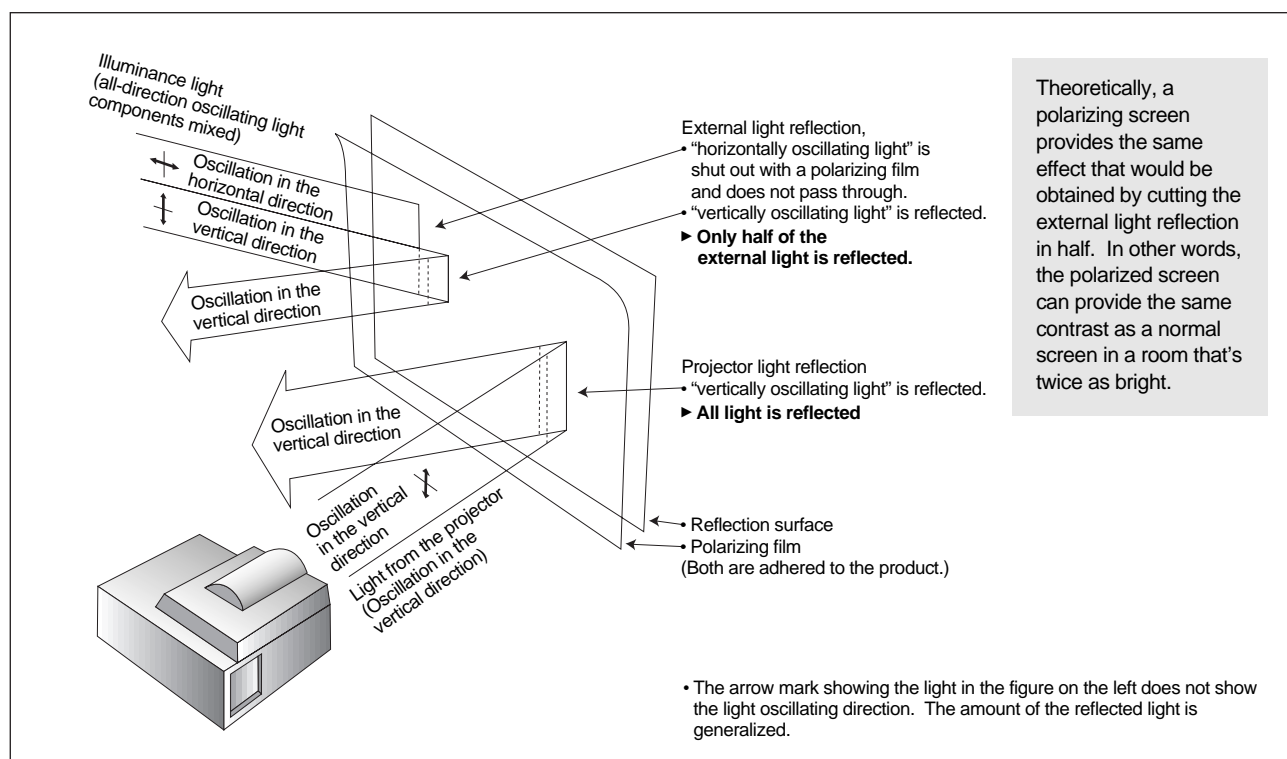 Illuminance light
(all-direction oscillating light
components mixed)
Oscillation in the
horizontal direction
Oscillation in the
vertical direction
Oscillation in the
vertical direction
Oscillation in the
vertical direction
Oscillation
in the vertical
direction
Light from the projector
(Oscillation in the
vertical direction)
External light reflection,
• “horizontally oscillating light” is
shut out with a polarizing film
and does not pass through.
• “vertically oscillating light” is reflected.
► Only half of the
external light is reflected.
Projector light reflection
• “vertically oscillating light” is reflected.
► All light is reflected
• Reflection surface
• Polarizing film
(Both are adhered to the product.)
Theoretically, a
polarizing screen
provides the same
effect that would be
obtained by cutting the
external light reflection
in half. In other words,
the polarized screen
can provide the same
contrast as a normal
screen in a room that's
twice as bright.
• The arrow mark showing the light in the figure on the left does not show
the light oscillating direction. The amount of the reflected light is
generalized.